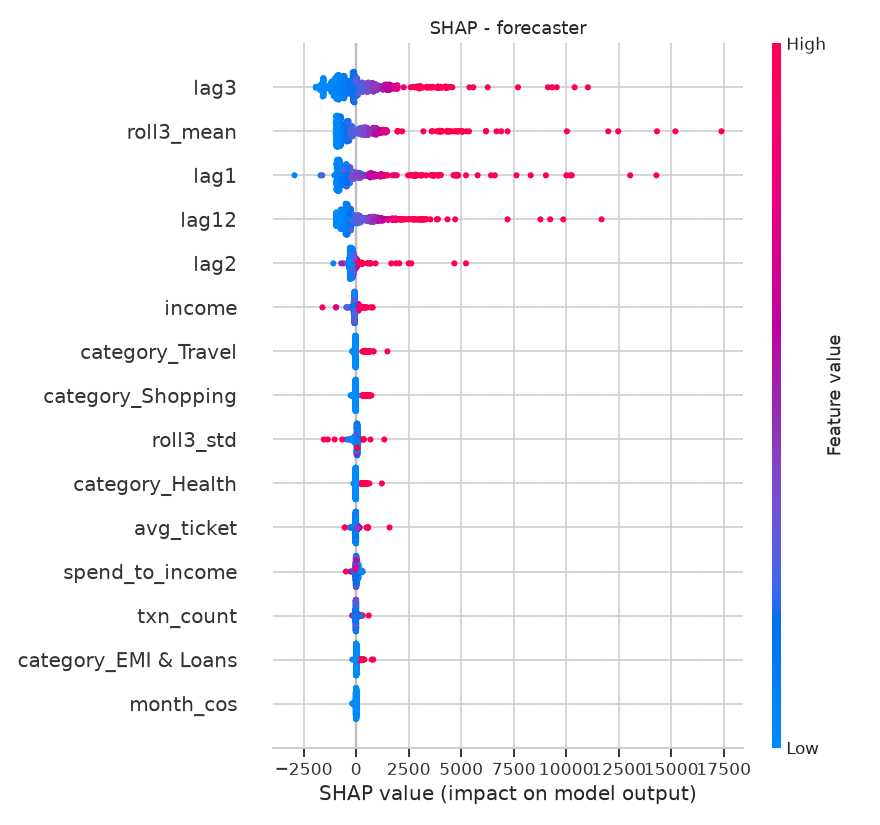 SHAP - forecaster
High
lag3
roll3_mean
lag1
lag12
lag2
income
category_Travel
category_Shopping
roll3_std
category_Health
avg_ticket
spend_to_income
txn_count
category_EMI & Loans
month_cos
Feature value
Low
−2500 0 2500 5000 7500 10000 12500 15000 17500
SHAP value (impact on model output)